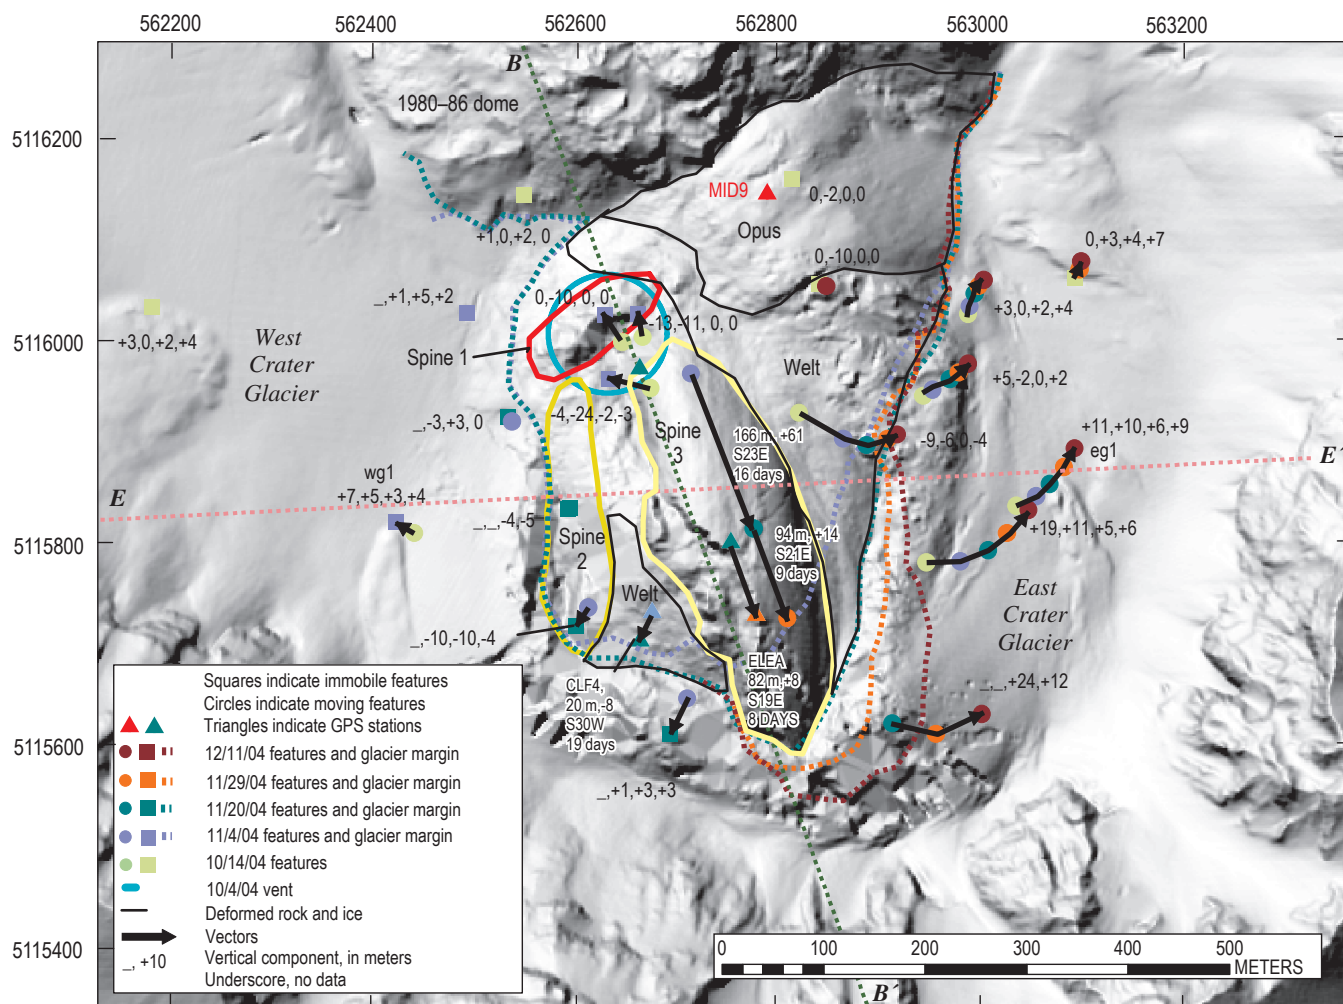 562200
562400
562600
562800
563000
563200
B
1980–86 dome
5116200
MID9
0,-2,0,0
Opus
+1,0,+2, 0
0,+3,+4,+7
0,-10,0,0
_,+1,+5,+2
0,-10, 0, 0
+3,0,+2,+4
-13,-11, 0, 0
+3,0,+2,+4
5116000
West
Crater
Glacier
Spine 1
Welt
+5,-2,0,+2
-4,-24,-2,-3
_,-3,+3, 0
Spine
3
166 m,+61
S23E
16 days
-9,-6,0,-4
+11,+10,+6,+9
eg1
E´
wg1
+7,+5,+3,+4
E
_,_,-4,-5
+19,+11,+5,+6
5115800
Spine
2
94 m,+14
S21E
9 days
Welt
East
Crater
Glacier
_,-10,-10,-4
ELEA
82 m,+8
S19E
8 DAYS
_,_,+24,+12
CLF4,
20 m,-8
S30W
19 days
5115600
_,+1,+3,+3
Squares indicate immobile features
Circles indicate moving features
Triangles indicate GPS stations
12/11/04 features and glacier margin
11/29/04 features and glacier margin
11/20/04 features and glacier margin
11/4/04 features and glacier margin
10/14/04 features
10/4/04 vent
Deformed rock and ice
Vectors
_, +10
Vertical component, in meters
Underscore, no data
5115400
0 100 200 300 400 500
METERS
B´